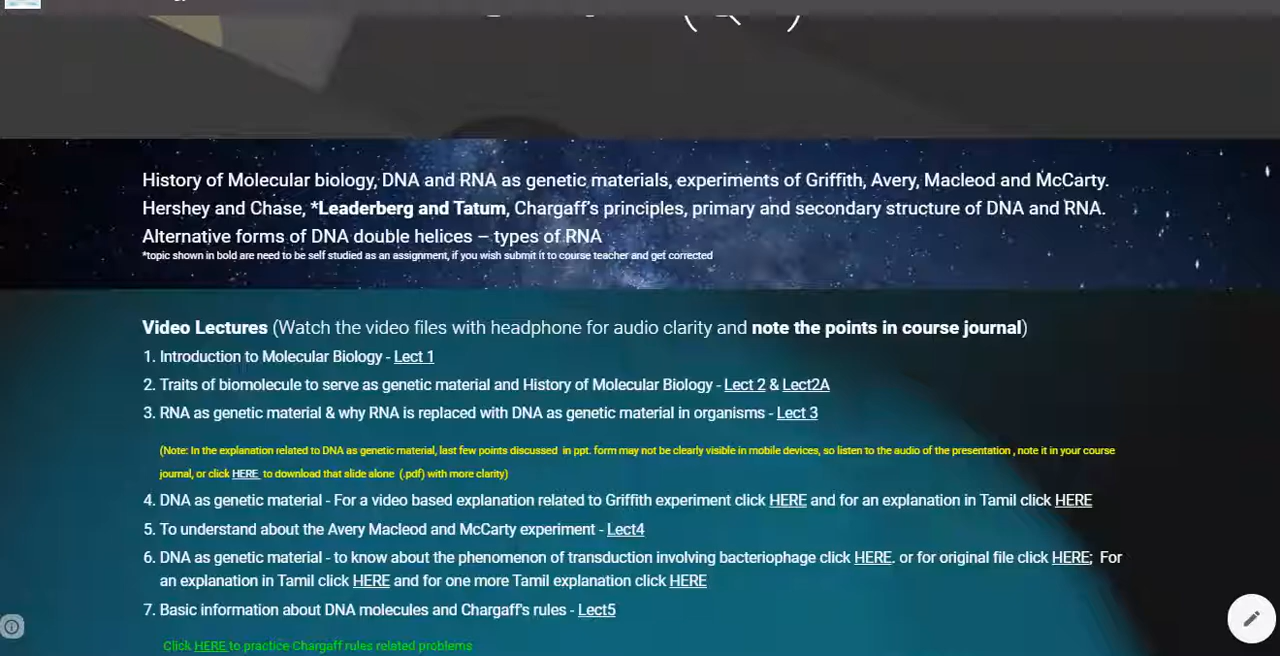 History of Molecular biology, DNA and RNA as genetic materials, experiments of Griffith, Avery, Macleod and McCarty.
Hershey and Chase, *Leaderberg and Tatum, Chargaff's principles, primary and secondary structure of DNA and RNA.
Alternative forms of DNA double helices – types of RNA
*topic shown in bold are need to be self studied as an assignment, if you wish submit it to course teacher and get corrected
Video Lectures (Watch the video files with headphone for audio clarity and note the points in course journal)
1. Introduction to Molecular Biology - Lect 1
2. Traits of biomolecule to serve as genetic material and History of Molecular Biology - Lect 2 & Lect2A
3. RNA as genetic material & why RNA is replaced with DNA as genetic material in organisms - Lect 3
(Note: In the explanation related to DNA as genetic material, last few points discussed in ppt. form may not be clearly visible in mobile devices, so listen to the audio of the presentation , note it in your course
journal, or click HERE to download that slide alone (.pdf) with more clarity)
4. DNA as genetic material - For a video based explanation related to Griffith experiment click HERE and for an explanation in Tamil click HERE
5. To understand about the Avery Macleod and McCarty experiment - Lect4
6. DNA as genetic material - to know about the phenomenon of transduction involving bacteriophage click HERE. or for original file click HERE; For
an explanation in Tamil click HERE and for one more Tamil explanation click HERE
7. Basic information about DNA molecules and Chargaff's rules - Lect5
Click HERE to practice Chargaff rules related problems